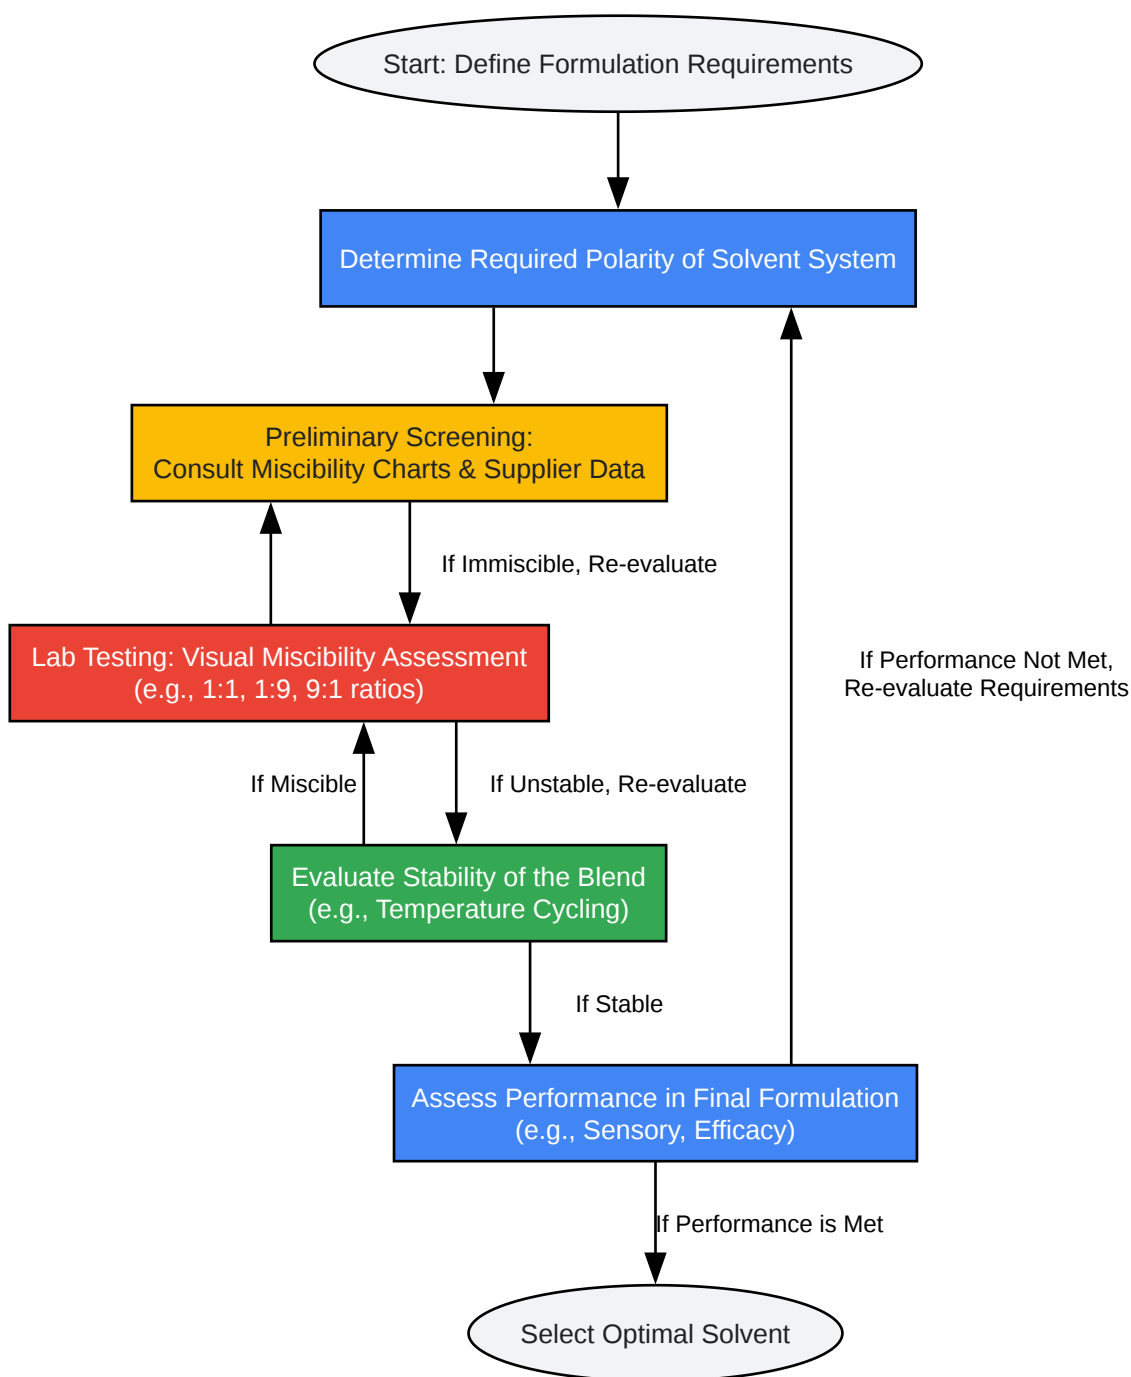 Start: Define Formulation Requirements
Determine Required Polarity of Solvent System
Preliminary Screening:
Consult Miscibility Charts & Supplier Data
If Immiscible, Re-evaluate
Lab Testing: Visual Miscibility Assessment
(e.g., 1:1, 1:9, 9:1 ratios)
If Performance Not Met,
Re-evaluate Requirements
If Miscible
If Unstable, Re-evaluate
Evaluate Stability of the Blend
(e.g., Temperature Cycling)
If Stable
Assess Performance in Final Formulation
(e.g., Sensory, Efficacy)
If Performance is Met
Select Optimal Solvent